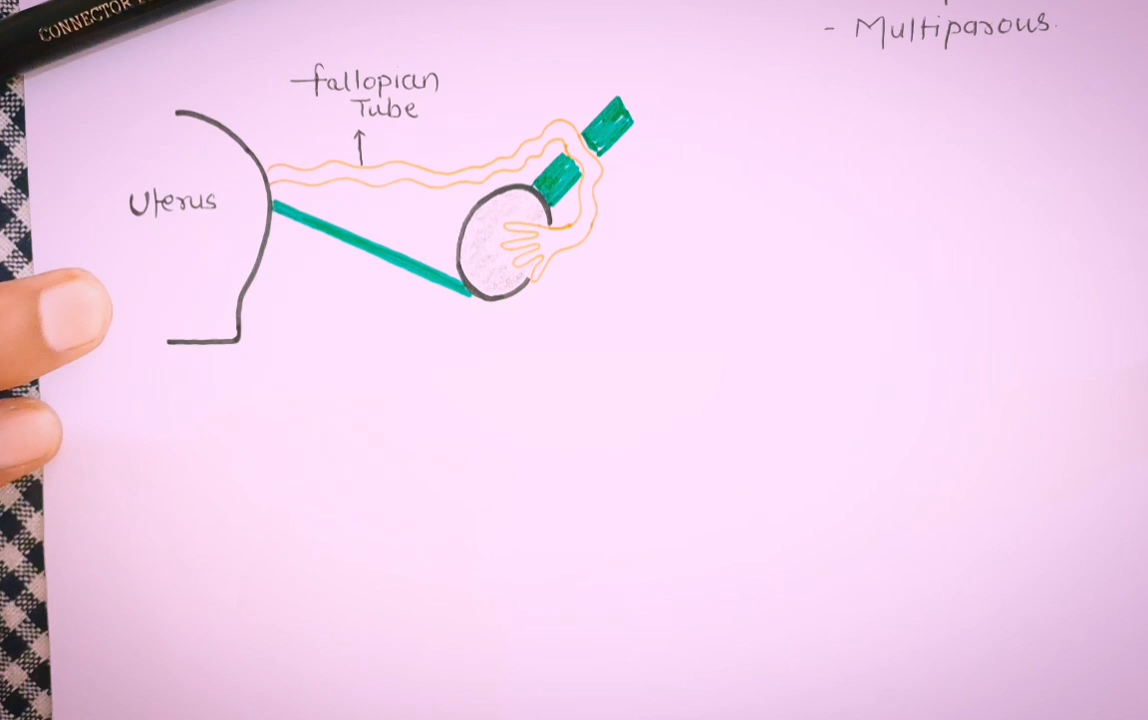 CONNECTOR
- Multiparous.
fallopian
Tube
Uterus